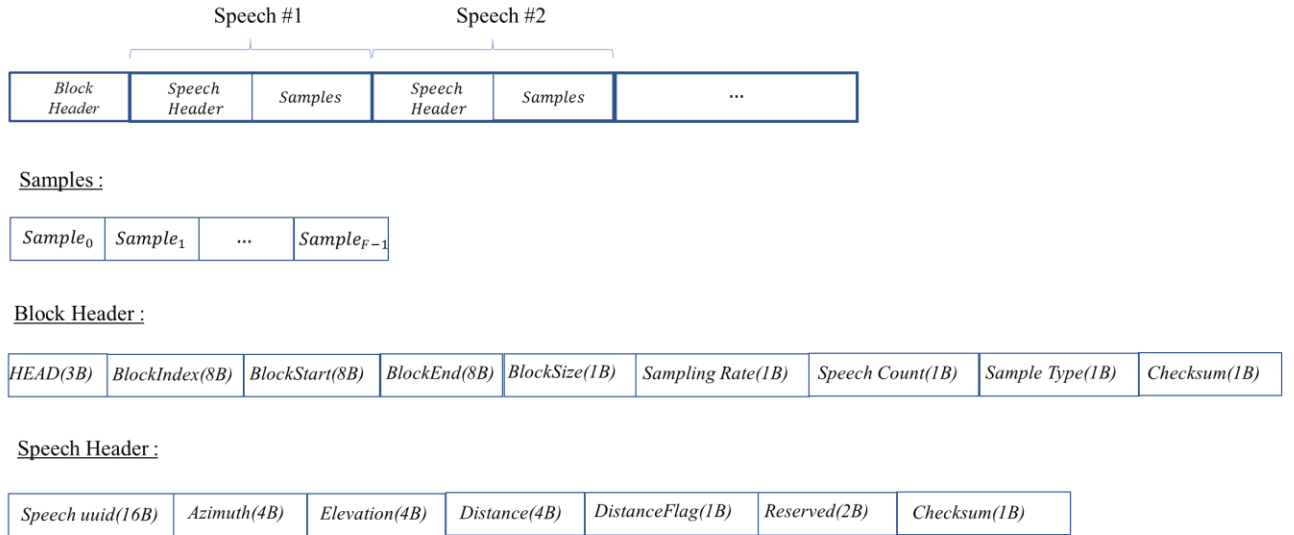 Speech #1 Speech #2
Block Header Speech Header Samples Speech Header Samples ...
Samples :
Sample₀ Sample₁ ... Sample_{F−1}
Block Header :
HEAD(3B) BlockIndex(8B) BlockStart(8B) BlockEnd(8B) BlockSize(1B) Sampling Rate(1B) Speech Count(1B) Sample Type(1B) Checksum(1B)
Speech Header :
Speech uuid(16B) Azimuth(4B) Elevation(4B) Distance(4B) DistanceFlag(1B) Reserved(2B) Checksum(1B)